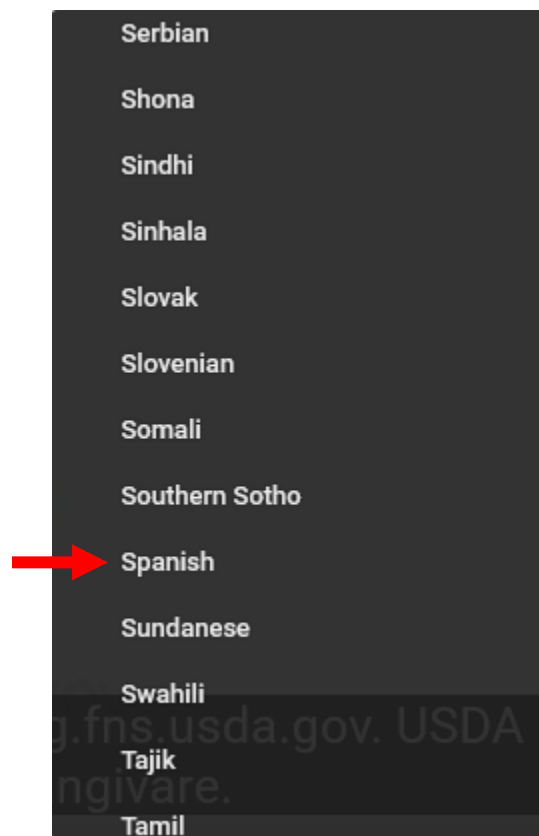 Serbian
Shona
Sindhi
Sinhala
Slovak
Slovenian
Somali
Southern Sotho
Spanish
Sundanese
Swahili
g.fns.usda.gov. USDA
Tajik
ngivare.
Tamil